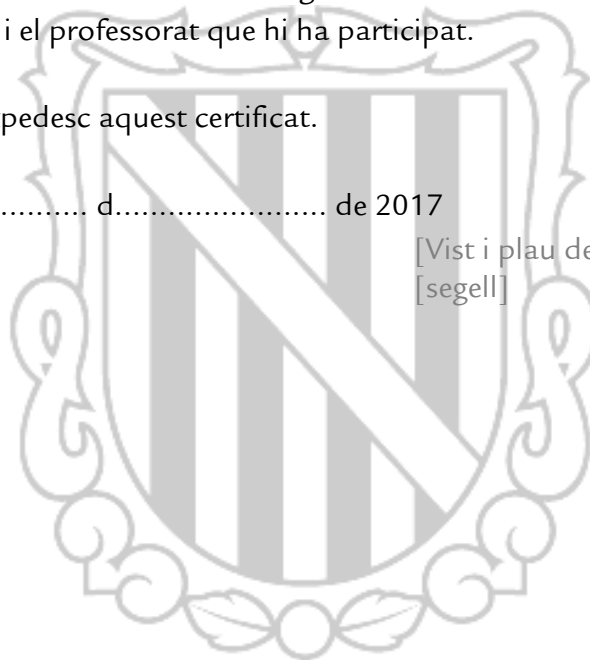 i el professorat que hi ha participat.
pedesc aquest certificat.
.......... d........................ de 2017
[Vist i plau de
[segell]